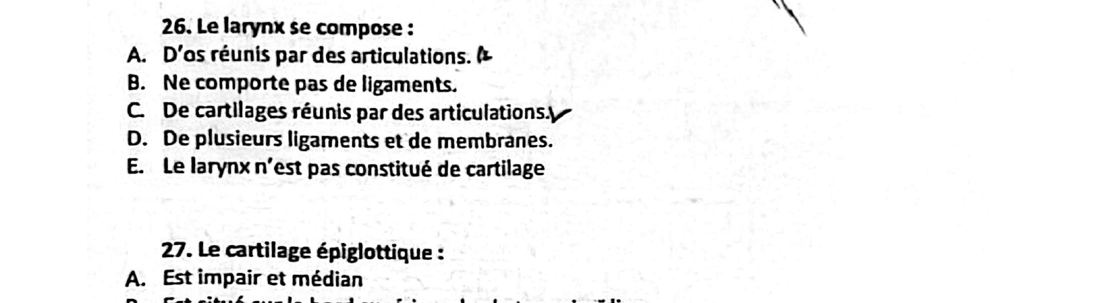 26. Le larynx se compose :
A. D'os réunis par des articulations.
B. Ne comporte pas de ligaments.
C. De cartilages réunis par des articulations.
D. De plusieurs ligaments et de membranes.
E. Le larynx n'est pas constitué de cartilage
27. Le cartilage épiglottique :
A. Est impair et médian